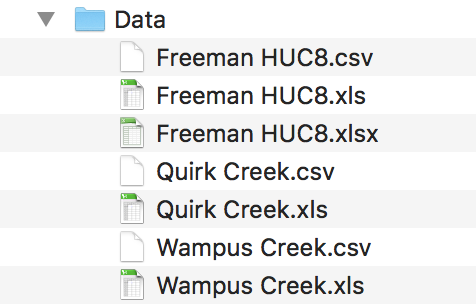 Data
Freeman HUC8.csv
Freeman HUC8.xls
Freeman HUC8.xlsx
Quirk Creek.csv
Quirk Creek.xls
Wampus Creek.csv
Wampus Creek.xls